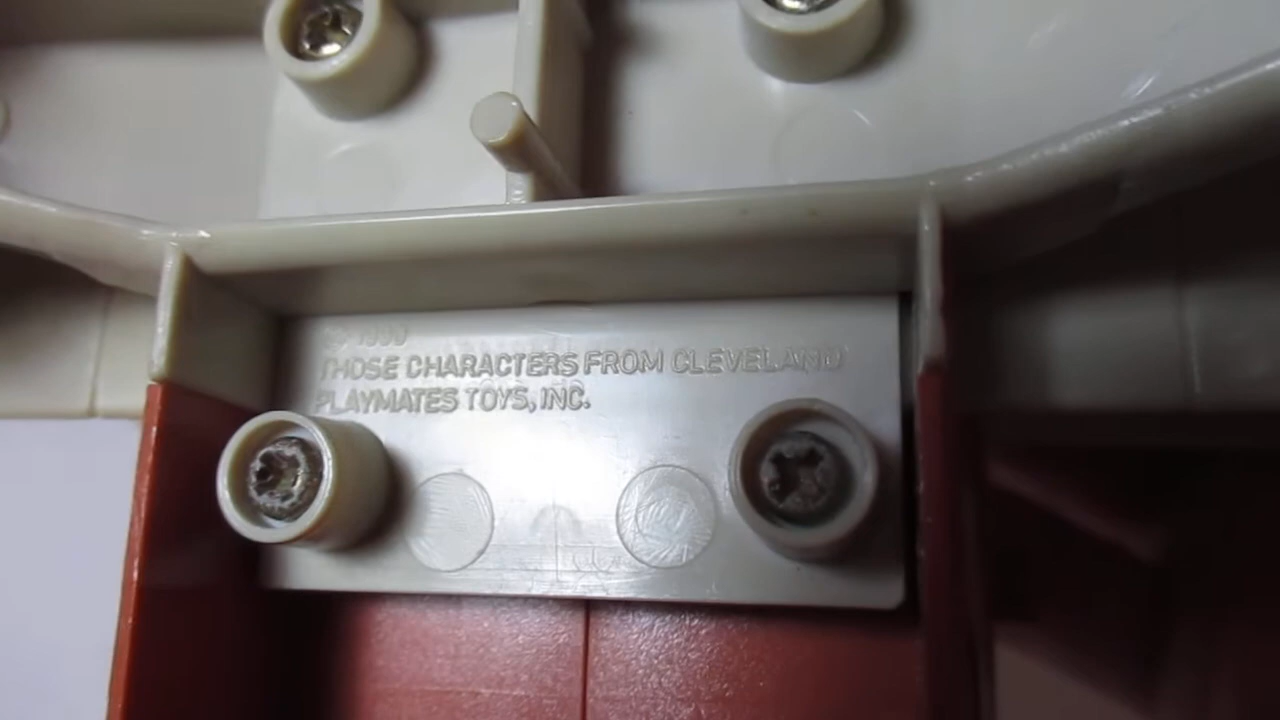 THOSE CHARACTERS FROM CLEVELAND
PLAYMATES TOYS, INC.